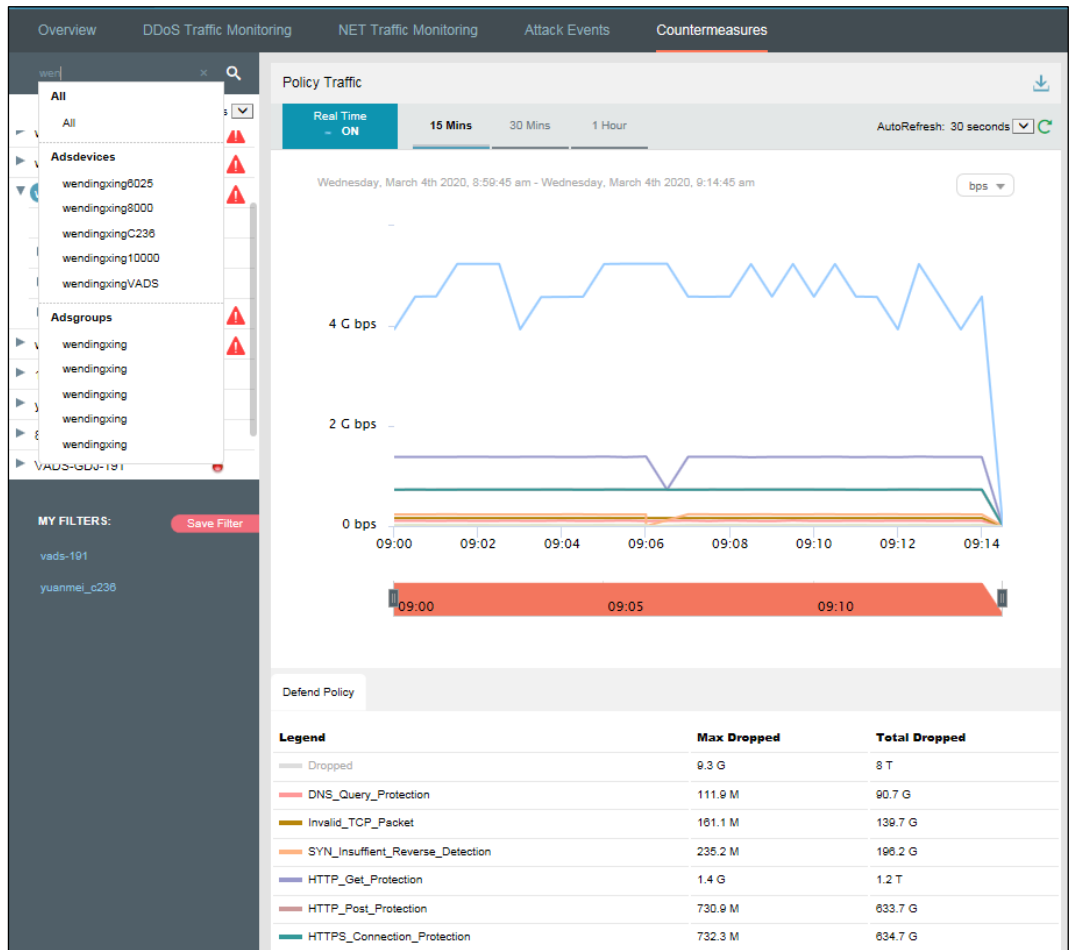 Overview DDoS Traffic Monitoring NET Traffic Monitoring Attack Events Countermeasures
wen ×
All
All
Adsdevices
wendingxing6025
wendingxing8000
wendingxingC236
wendingxing10000
wendingxingVADS
Adsgroups
wendingxing
wendingxing
wendingxing
wendingxing
wendingxing
VADS-GDJ-191
MY FILTERS: Save Filter
vads-191
yuanmei_c236
Policy Traffic
Real Time
ON
15 Mins 30 Mins 1 Hour AutoRefresh: 30 seconds
Wednesday, March 4th 2020, 8:59:45 am - Wednesday, March 4th 2020, 9:14:45 am bps
4 G bps
2 G bps
0 bps
09:00 09:02 09:04 09:06 09:08 09:10 09:12 09:14
09:00 09:05 09:10
Defend Policy
Legend Max Dropped Total Dropped
Dropped 9.3 G 8 T
DNS_Query_Protection 111.9 M 90.7 G
Invalid_TCP_Packet 161.1 M 139.7 G
SYN_Insuffient_Reverse_Detection 235.2 M 196.2 G
HTTP_Get_Protection 1.4 G 1.2 T
HTTP_Post_Protection 730.9 M 633.7 G
HTTPS_Connection_Protection 732.3 M 634.7 G